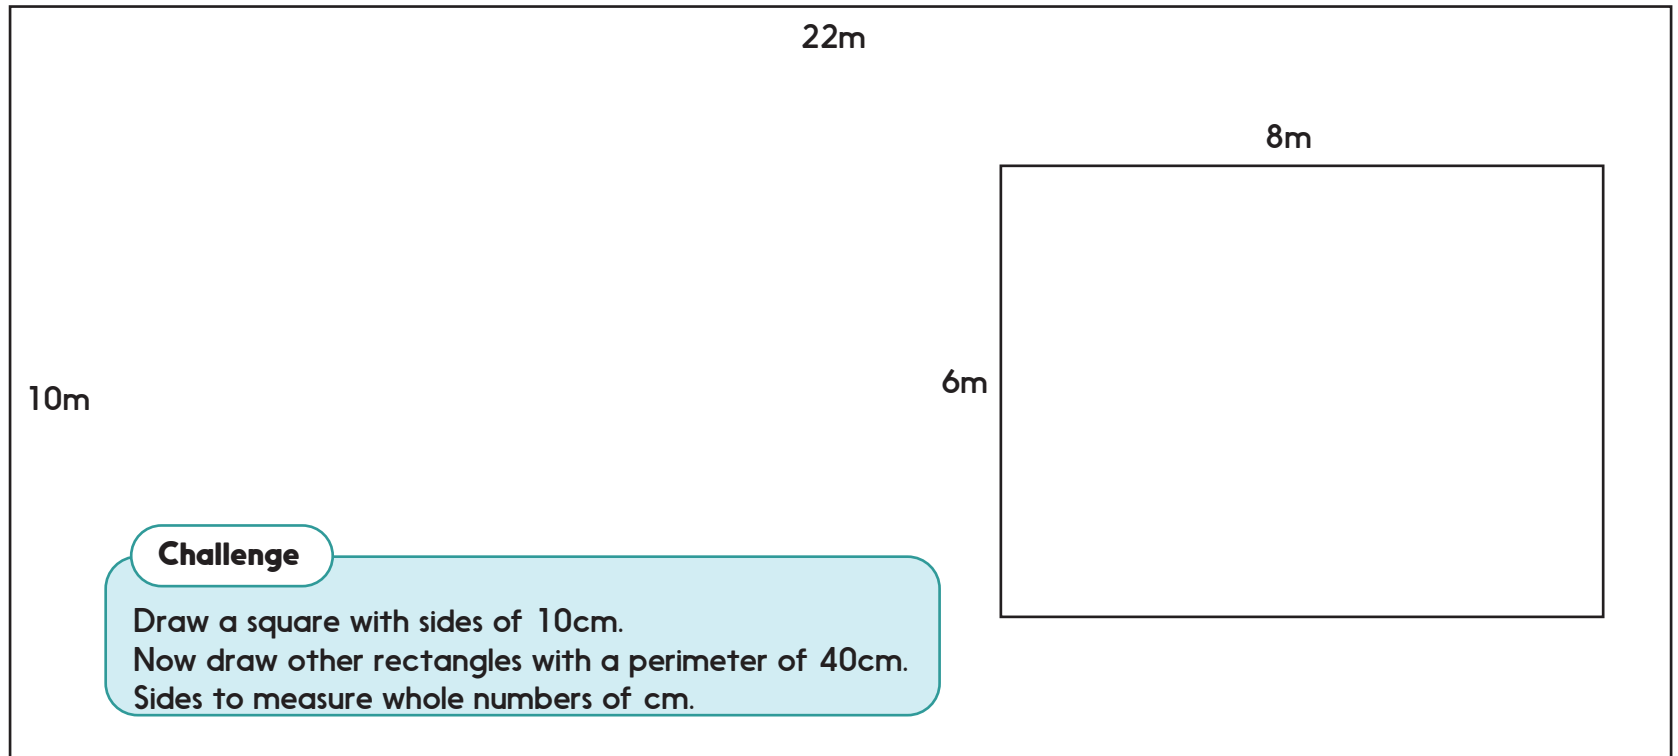 22m
8m
6m
10m
Challenge
Draw a square with sides of 10cm.
Now draw other rectangles with a perimeter of 40cm.
Sides to measure whole numbers of cm.